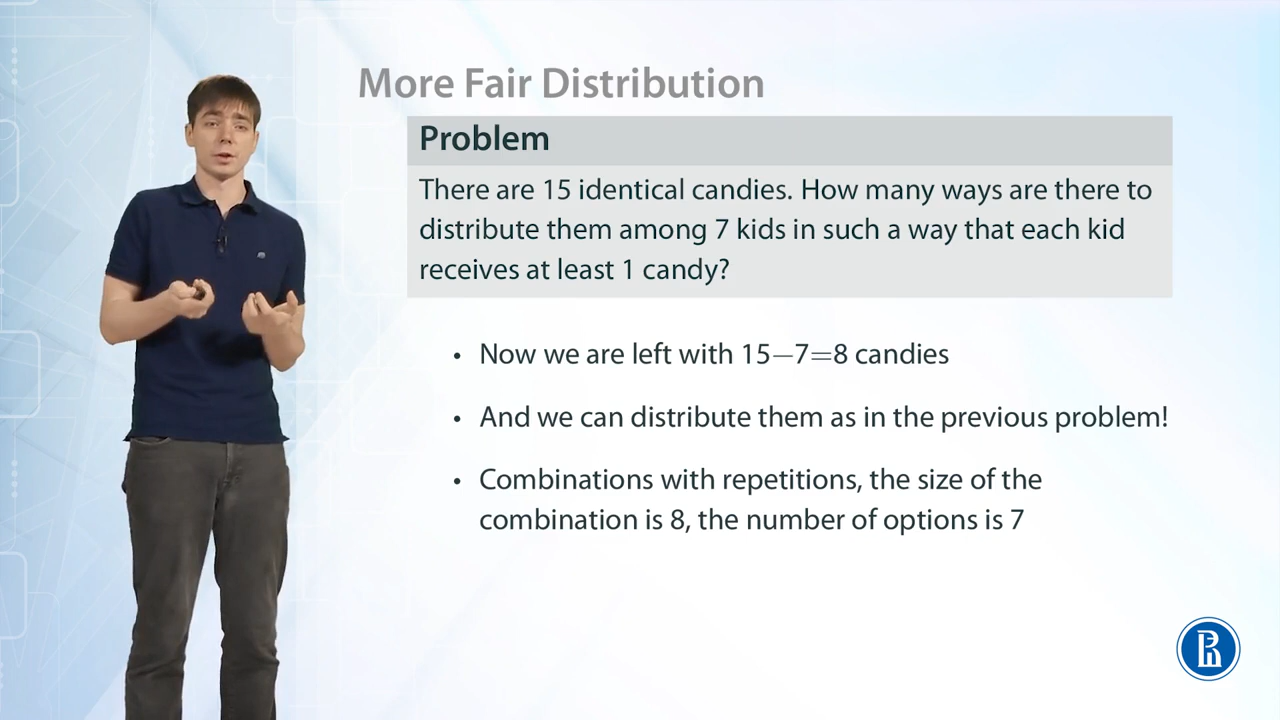 More Fair Distribution
Problem
There are 15 identical candies. How many ways are there to
distribute them among 7 kids in such a way that each kid
receives at least 1 candy?
• Now we are left with 15−7=8 candies
• And we can distribute them as in the previous problem!
• Combinations with repetitions, the size of the
combination is 8, the number of options is 7